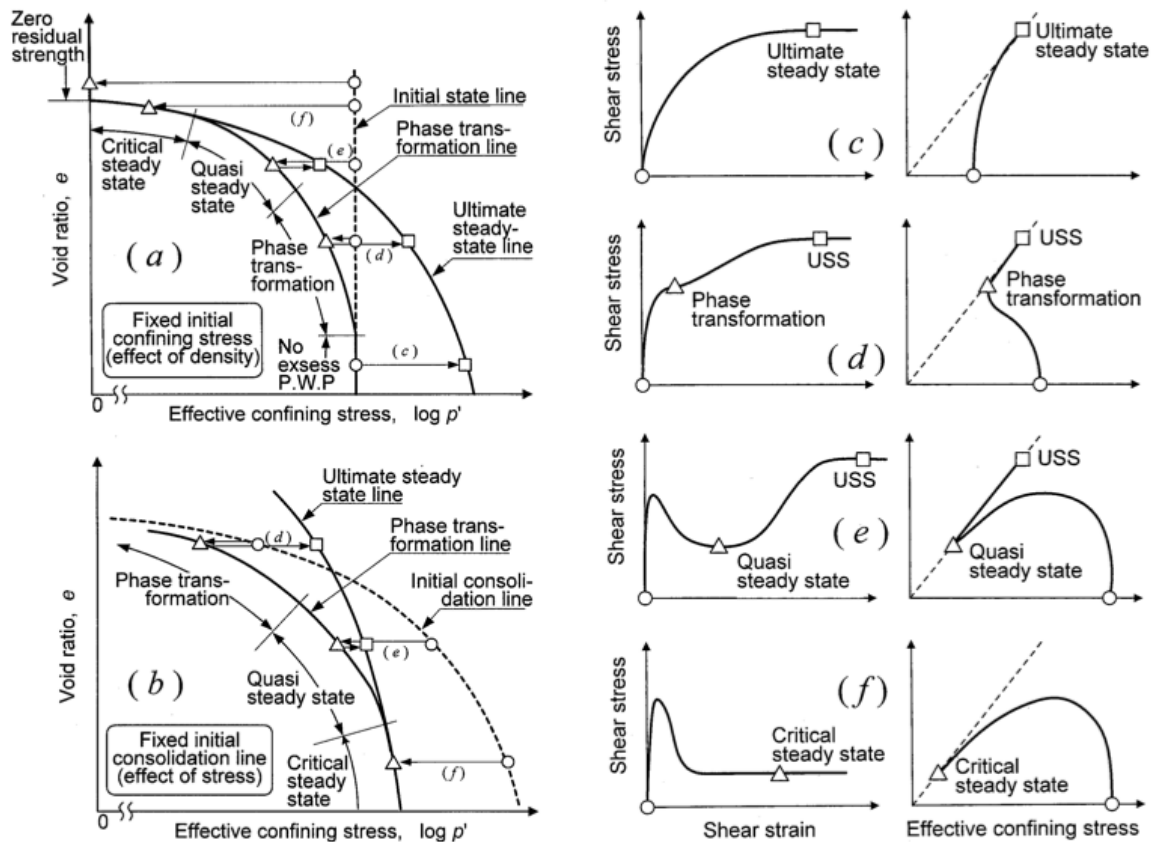 Zero
residual
strength
Void ratio, e
(a)
Critical
steady
state
Quasi
steady
state
Phase
trans-
formation
No
exsess
P.W.P
(f)
(e)
(d)
(c)
Initial state line
Phase trans-
formation line
Ultimate
steady-
state line
Fixed initial
confining stress
(effect of density)
0
Effective confining stress, log p'
Void ratio, e
(b)
Ultimate steady
state line
Phase trans-
formation line
Initial consoli-
dation line
(d)
(e)
(f)
Phase trans-
formation
Quasi
steady state
Critical
steady state
Fixed initial
consolidation line
(effect of stress)
0
Effective confining stress, log p'
Shear stress
Ultimate
steady state
(c)
Ultimate
steady state
Shear stress
USS
Phase
transformation
(d)
USS
Phase
transformation
Shear stress
USS
Quasi
steady state
(e)
USS
Quasi
steady state
Shear stress
Critical
steady state
(f)
Critical
steady state
Shear strain
Effective confining stress